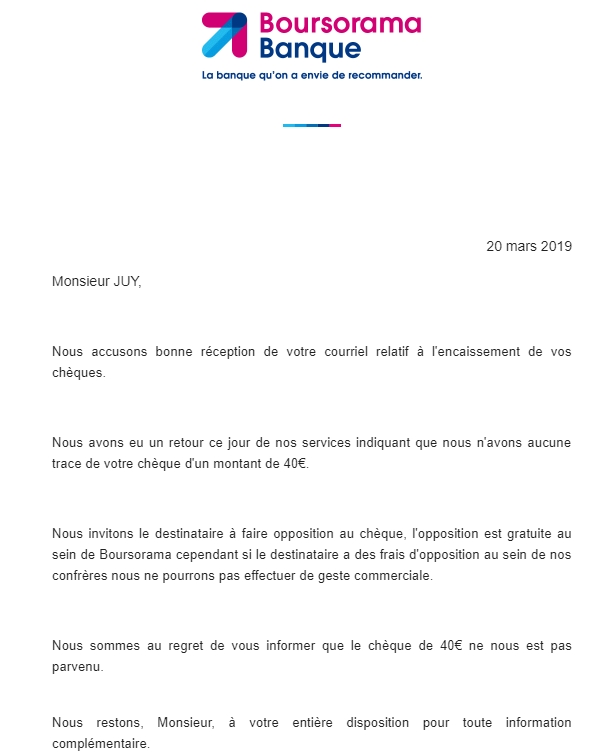 Boursorama
Banque
La banque qu'on a envie de recommander.
20 mars 2019
Monsieur JUY,
Nous accusons bonne réception de votre courriel relatif à l'encaissement de vos
chèques.
Nous avons eu un retour ce jour de nos services indiquant que nous n'avons aucune
trace de votre chèque d'un montant de 40€.
Nous invitons le destinataire à faire opposition au chèque, l'opposition est gratuite au
sein de Boursorama cependant si le destinataire a des frais d'opposition au sein de nos
confrères nous ne pourrons pas effectuer de geste commerciale.
Nous sommes au regret de vous informer que le chèque de 40€ ne nous est pas
parvenu.
Nous restons, Monsieur, à votre entière disposition pour toute information
complémentaire.